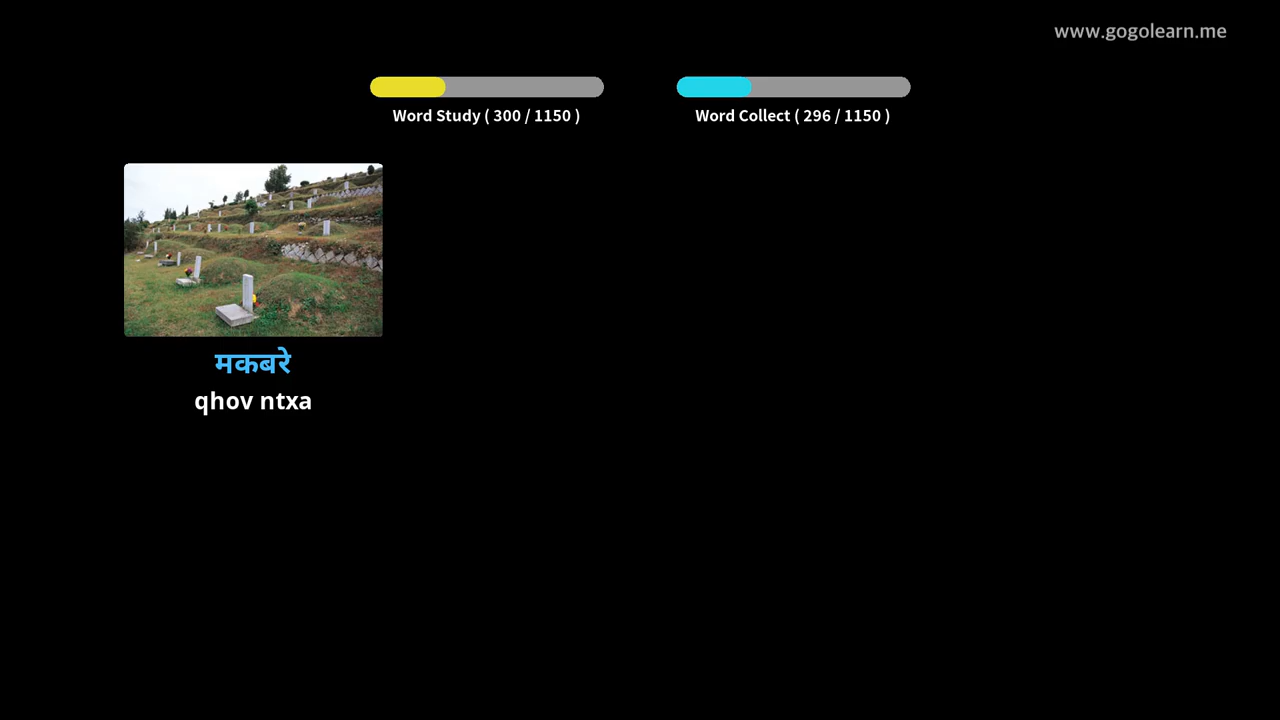 www.gogolearn.me
Word Study ( 300 / 1150 )
Word Collect ( 296 / 1150 )
मकबरे
qhov ntxa